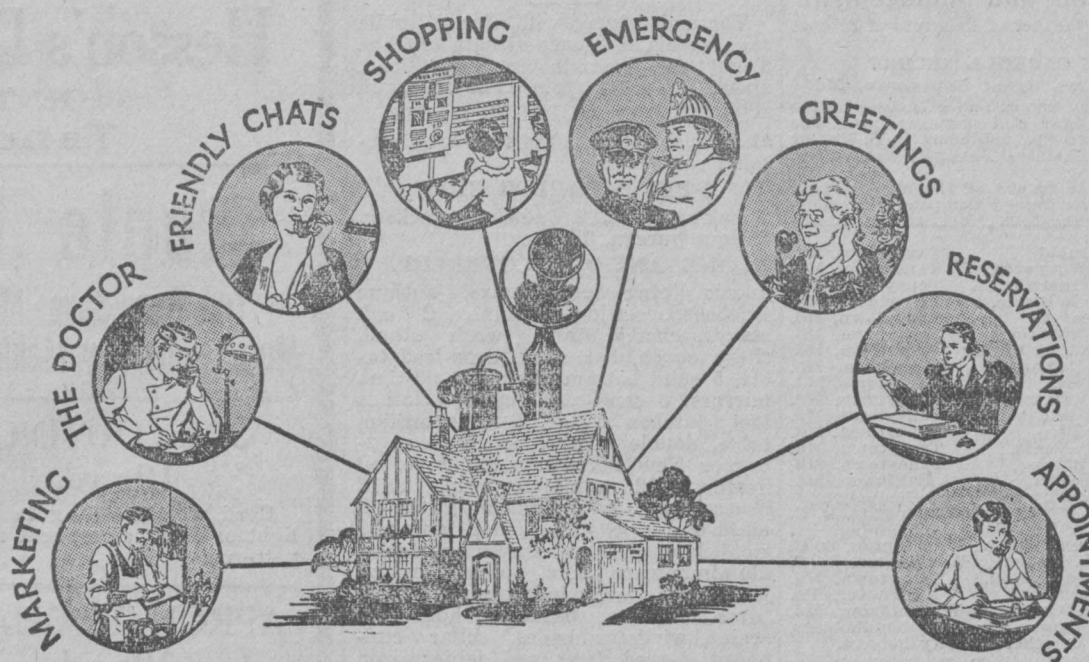 MARKETING
THE DOCTOR
FRIENDLY CHATS
SHOPPING
EMERGENCY
GREETINGS
RESERVATIONS
APPOINTMENTS